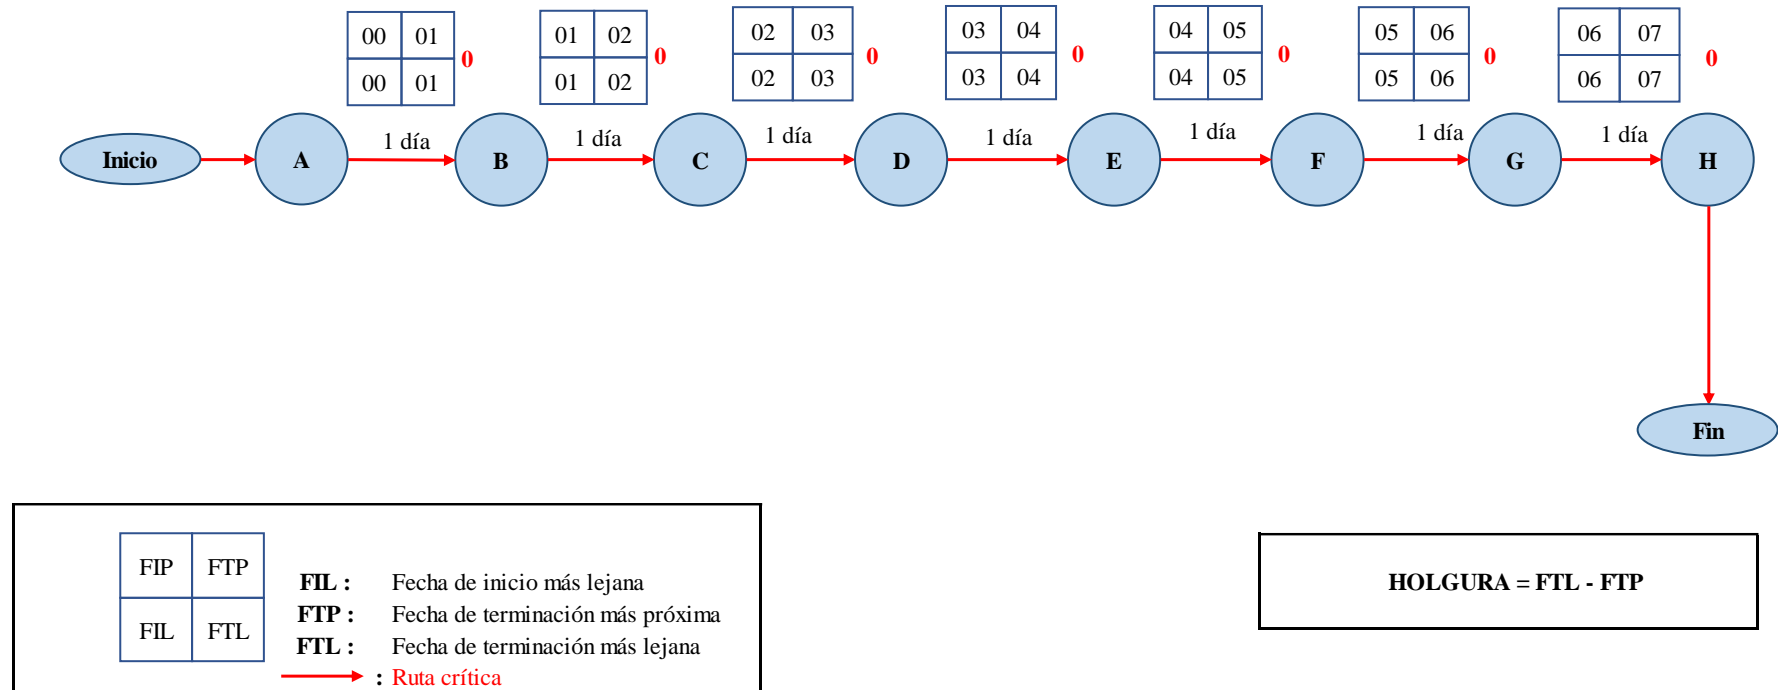 00 01 01 02 02 03 03 04 04 05 05 06 06 07
0 0 0 0 0 0 0
00 01 01 02 02 03 03 04 04 05 05 06 06 07
1 día 1 día 1 día 1 día 1 día 1 día 1 día
Inicio A B C D E F G H
Fin
FIP FTP
FIL FTL
FIL : Fecha de inicio más lejana
FTP : Fecha de terminación más próxima
FTL : Fecha de terminación más lejana
: Ruta crítica
HOLGURA = FTL - FTP